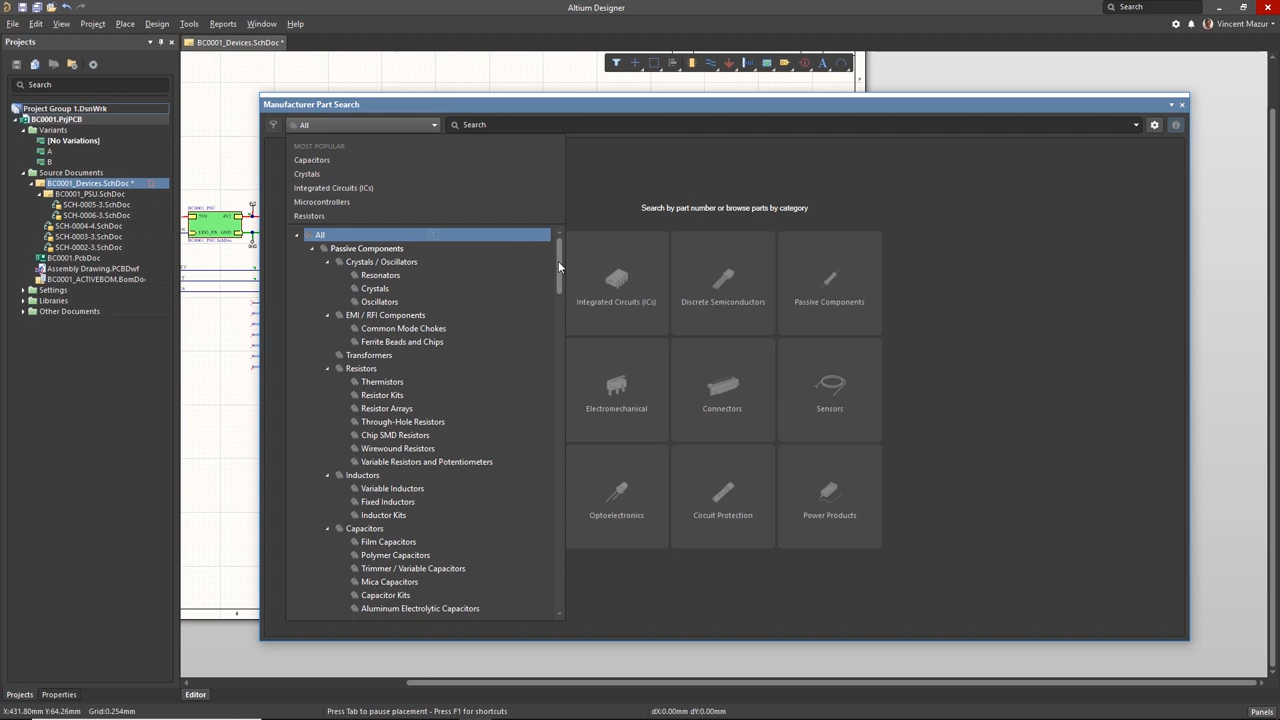 Altium Designer
Search
File Edit View Project Place Design Tools Reports Window Help
Vincent Mazur
Projects
BC0001_Devices.SchDoc *
Search
Project Group 1.DsnWrk
BC0001.PrjPCB
Variants
[No Variations]
A
B
Source Documents
BC0001_Devices.SchDoc *
BC0001_PSU.SchDoc
SCH-0005-3.SchDoc
SCH-0006-3.SchDoc
SCH-0004-4.SchDoc
SCH-0003-3.SchDoc
SCH-0002-3.SchDoc
BC0001.PcbDoc
Assembly Drawing.PCBDwf
BC0001_ACTIVEBOM.BomDo
Settings
Libraries
Other Documents
Manufacturer Part Search
All
Search
MOST POPULAR
Capacitors
Crystals
Integrated Circuits (ICs)
Microcontrollers
Resistors
All
Passive Components
Crystals / Oscillators
Resonators
Crystals
Oscillators
EMI / RFI Components
Common Mode Chokes
Ferrite Beads and Chips
Transformers
Resistors
Thermistors
Resistor Kits
Resistor Arrays
Through-Hole Resistors
Chip SMD Resistors
Wirewound Resistors
Variable Resistors and Potentiometers
Inductors
Variable Inductors
Fixed Inductors
Inductor Kits
Capacitors
Film Capacitors
Polymer Capacitors
Trimmer / Variable Capacitors
Mica Capacitors
Capacitor Kits
Aluminum Electrolytic Capacitors
Search by part number or browse parts by category
Integrated Circuits (ICs)
Discrete Semiconductors
Passive Components
Electromechanical
Connectors
Sensors
Optoelectronics
Circuit Protection
Power Products
BC0001_PSU
GND
BC0001_PSU.SchDoc
Projects Properties
Editor
X:431.80mm Y:64.26mm Grid:0.254mm
Press Tab to pause placement - Press F1 for shortcuts
dX:0.00mm dY:0.00mm
Panels